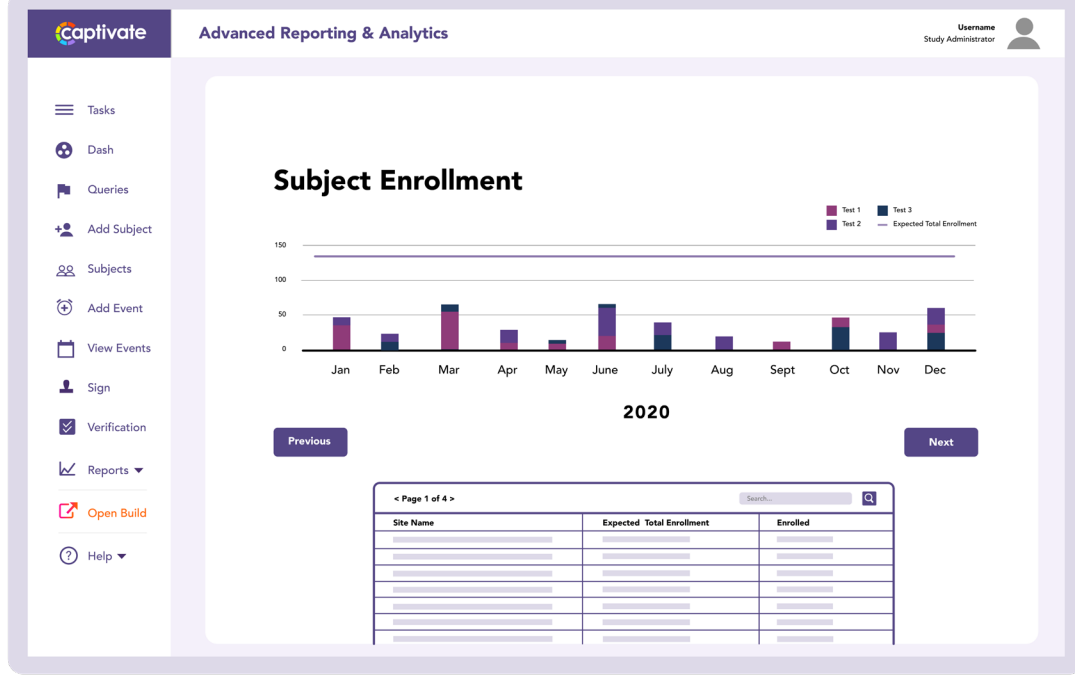 captivate
Advanced Reporting & Analytics
Username
Study Administrator
Tasks
Dash
Queries
Add Subject
Subjects
Add Event
View Events
Sign
Verification
Reports
Open Build
? Help
Subject Enrollment
Test 1 Test 3
Test 2 Expected Total Enrollment
150
100
50
0
Jan Feb Mar Apr May June July Aug Sept Oct Nov Dec
2020
Previous Next
< Page 1 of 4 > Search...
Site Name Expected Total Enrollment Enrolled